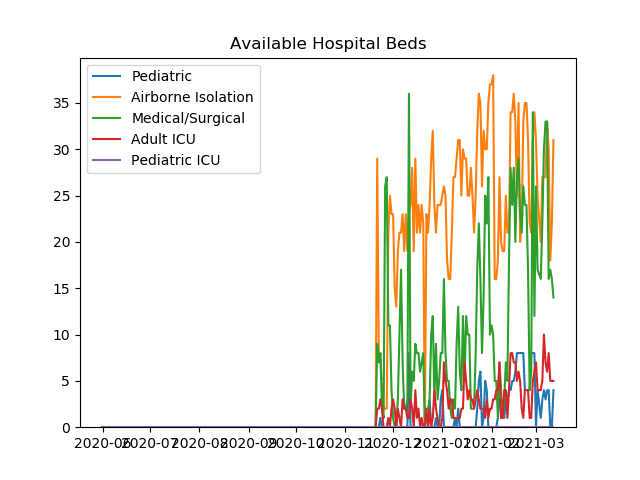 Available Hospital Beds
Pediatric
Airborne Isolation
Medical/Surgical
Adult ICU
Pediatric ICU
35
30
25
20
15
10
5
0
2020-06 2020-07 2020-08 2020-09 2020-10 2020-11 2020-12 2021-01 2021-02 2021-03